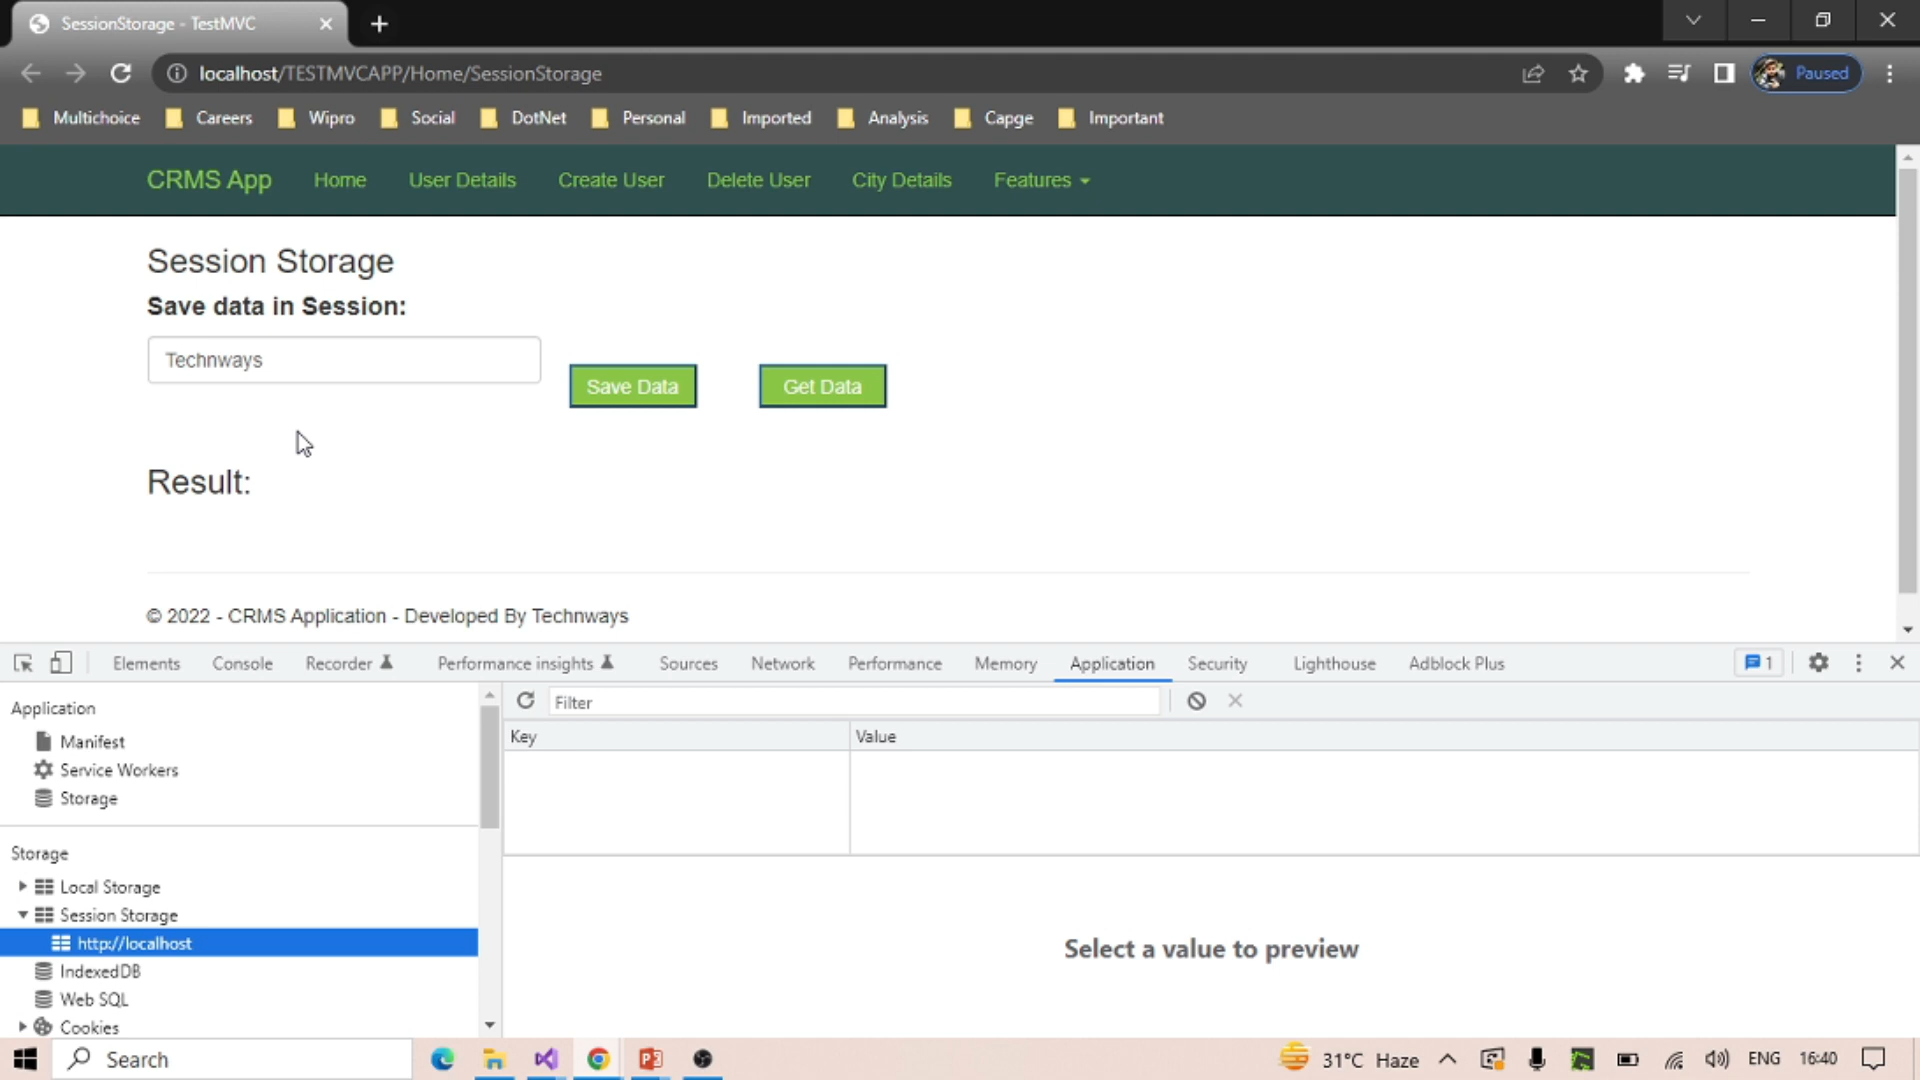 SessionStorage - TestMVC
localhost/TESTMVCAPP/Home/SessionStorage
Paused
Multichoice Careers Wipro Social DotNet Personal Imported Analysis Capge Important
CRMS App Home User Details Create User Delete User City Details Features
Session Storage
Save data in Session:
Technways
Save Data Get Data
Result:
© 2022 - CRMS Application - Developed By Technways
Elements Console Recorder Performance insights Sources Network Performance Memory Application Security Lighthouse Adblock Plus 1
Application
Filter
Key Value
Manifest
Service Workers
Storage
Storage
Local Storage
Session Storage
http://localhost
Select a value to preview
IndexedDB
Web SQL
Cookies
Search
31°C Haze ENG 16:40